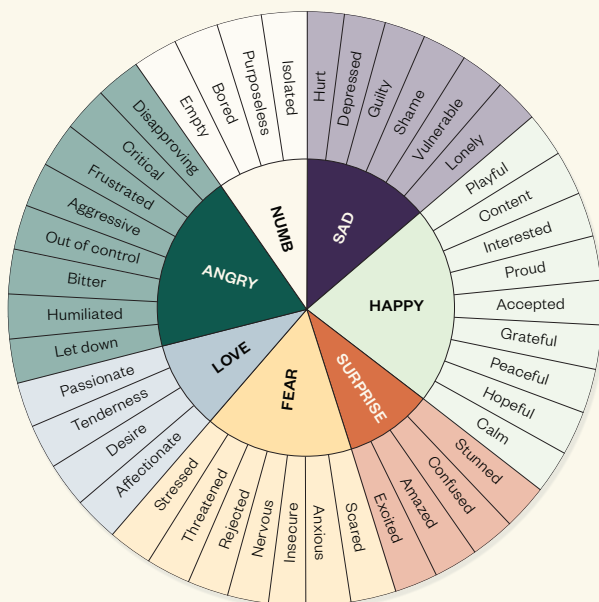 SAD
Hurt
Depressed
Guilty
Shame
Vulnerable
Lonely
HAPPY
Playful
Content
Interested
Proud
Accepted
Grateful
Peaceful
Hopeful
Calm
SURPRISE
Stunned
Confused
Amazed
Excited
FEAR
Scared
Anxious
Insecure
Nervous
Rejected
Threatened
Stressed
LOVE
Affectionate
Desire
Tenderness
Passionate
ANGRY
Let down
Humiliated
Bitter
Out of control
Aggressive
Frustrated
Critical
Disapproving
NUMB
Empty
Bored
Purposeless
Isolated